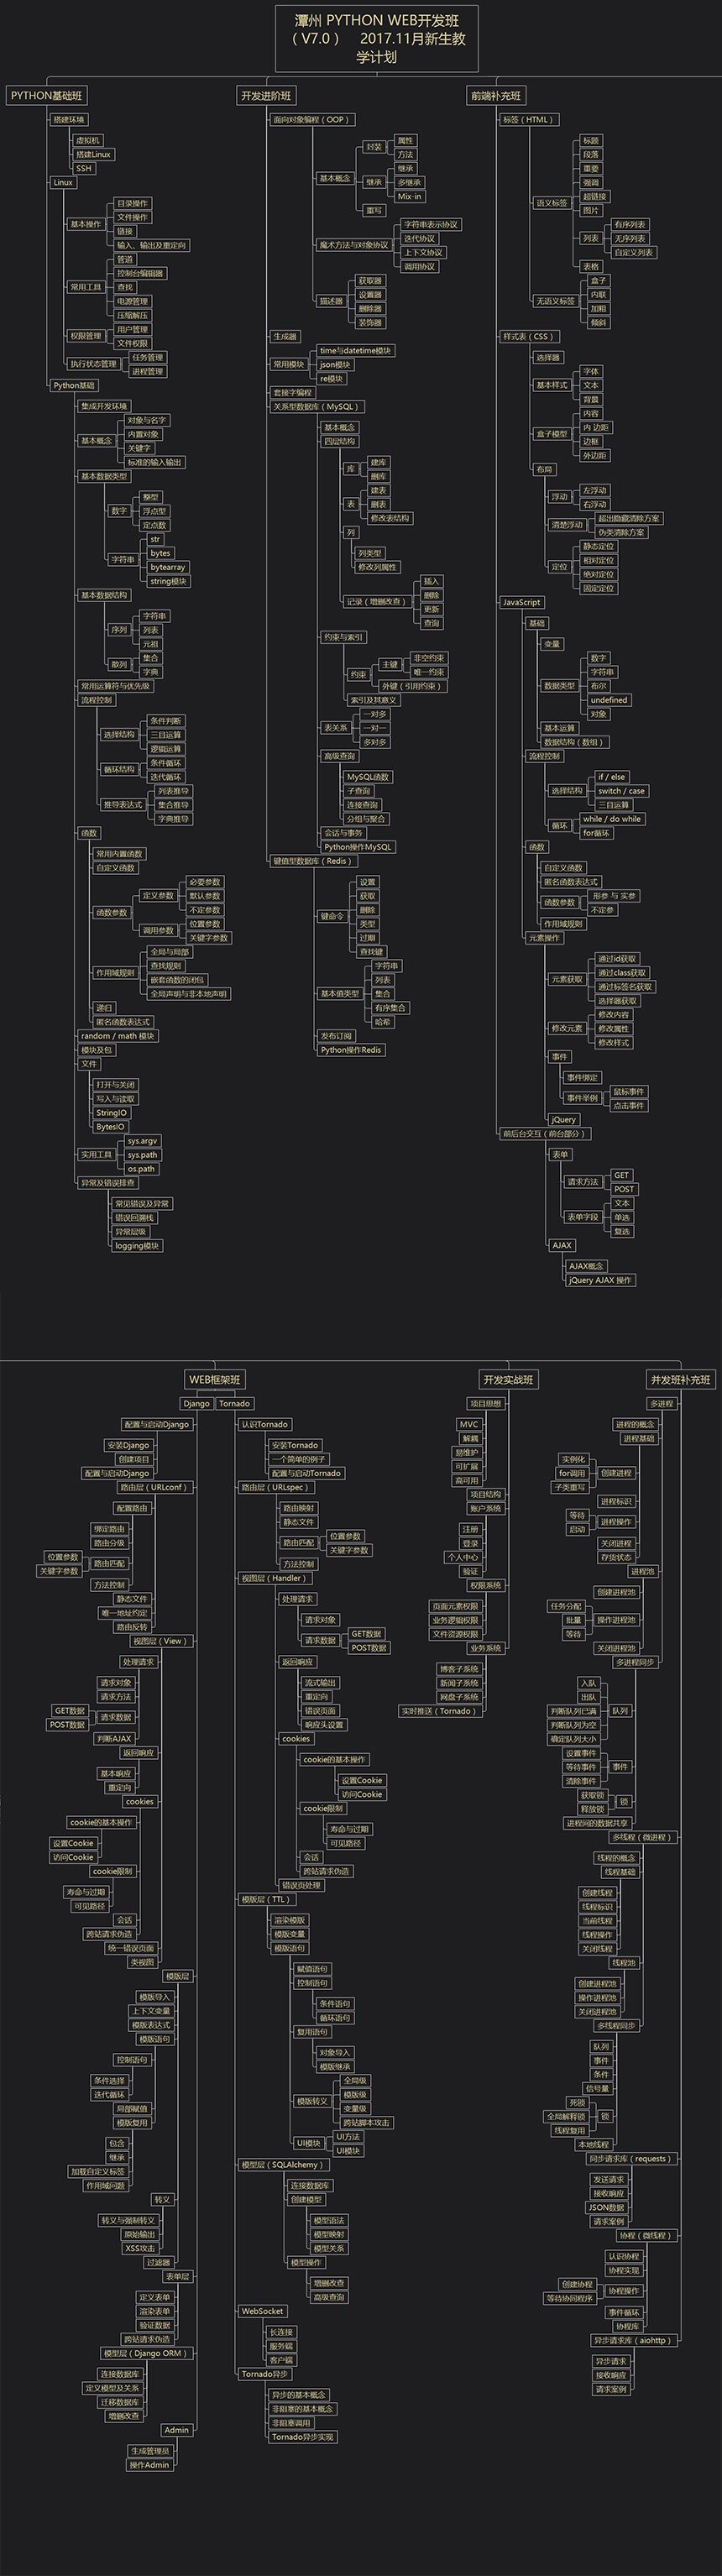 潭州 PYTHON WEB开发班
（V7.0） 2017.11月新生教
学计划
PYTHON基础班
搭建环境
虚拟机
搭建Linux
SSH
Linux
基本操作
目录操作
文件操作
链接
输入、输出及重定向
常用工具
管道
控制台编辑器
查找
电源管理
压缩解压
权限管理
用户管理
文件权限
执行状态管理
任务管理
进程管理
Python基础
集成开发环境
基本概念
对象与名字
内置对象
关键字
标准的输入输出
基本数据类型
数字
整型
浮点型
定点数
字符串
str
bytes
bytearray
string模块
基本数据结构
序列
字符串
列表
元祖
散列
集合
字典
常用运算符与优先级
流程控制
选择结构
条件判断
三目运算
逻辑运算
循环结构
条件循环
迭代循环
推导表达式
列表推导
集合推导
字典推导
函数
常用内置函数
自定义函数
函数参数
定义参数
必要参数
默认参数
不定参数
调用参数
位置参数
关键字参数
作用域规则
全局与局部
查找规则
嵌套函数的闭包
全局声明与非本地声明
递归
匿名函数表达式
random / math 模块
模块及包
文件
打开与关闭
写入与读取
StringIO
BytesIO
实用工具
sys.argv
sys.path
os.path
异常及错误排查
常见错误及异常
错误回溯栈
异常层级
logging模块
开发进阶班
面向对象编程（OOP）
基本概念
封装
属性
方法
继承
继承
多继承
Mix-in
重写
魔术方法与对象协议
字符串表示协议
迭代协议
上下文协议
调用协议
描述器
获取器
设置器
删除器
装饰器
生成器
常用模块
time与datetime模块
json模块
re模块
套接字编程
关系型数据库（MySQL）
基本概念
四层结构
库
建库
删库
表
建表
删表
修改表结构
列
列类型
修改列属性
记录（增删改查）
插入
删除
更新
查询
约束与索引
约束
主键
非空约束
唯一约束
外键（引用约束）
索引及其意义
表关系
一对多
一对一
多对多
高级查询
MySQL函数
子查询
连接查询
分组与聚合
会话与事务
Python操作MySQL
键值型数据库（Redis）
键命令
设置
获取
删除
类型
过期
查找键
基本值类型
字符串
列表
集合
有序集合
哈希
发布订阅
Python操作Redis
前端补充班
标签（HTML）
语义标签
标题
段落
重要
强调
超链接
图片
列表
有序列表
无序列表
自定义列表
表格
无语义标签
盒子
内联
加粗
倾斜
样式表（CSS）
选择器
基本样式
字体
文本
背景
盒子模型
内容
内 边距
边框
外边距
布局
浮动
左浮动
右浮动
清楚浮动
超出隐藏清除方案
伪类清除方案
定位
静态定位
相对定位
绝对定位
固定定位
JavaScript
基础
变量
数据类型
数字
字符串
布尔
undefined
对象
基本运算
数据结构（数组）
流程控制
选择结构
if / else
switch / case
三目运算
循环
while / do while
for循环
函数
自定义函数
匿名函数表达式
函数参数
形参 与 实参
不定参
作用域规则
元素操作
元素获取
通过id获取
通过class获取
通过标签名获取
选择器获取
修改元素
修改内容
修改属性
修改样式
事件
事件绑定
事件举例
鼠标事件
点击事件
jQuery
前后台交互（前台部分）
表单
请求方法
GET
POST
表单字段
文本
单选
复选
AJAX
AJAX概念
jQuery AJAX 操作
WEB框架班
Django
配置与启动Django
安装Django
创建项目
配置与启动Django
路由层（URLconf）
配置路由
绑定路由
路由分级
路由匹配
位置参数
关键字参数
方法控制
静态文件
唯一地址约定
路由反转
视图层（View）
处理请求
请求对象
请求方法
请求数据
GET数据
POST数据
判断AJAX
返回响应
基本响应
重定向
cookies
cookie的基本操作
设置Cookie
访问Cookie
cookie限制
寿命与过期
可见路径
会话
跨站请求伪造
统一错误页面
类视图
模版层
模版导入
上下文变量
模版表达式
模版语句
控制语句
条件选择
迭代循环
局部赋值
模版复用
包含
继承
加载自定义标签
作用域问题
转义
转义与强制转义
原始输出
XSS攻击
过滤器
表单层
定义表单
渲染表单
验证数据
跨站请求伪造
模型层（Django ORM）
连接数据库
定义模型及关系
迁移数据库
增删改查
Admin
生成管理员
操作Admin
Tornado
认识Tornado
安装Tornado
一个简单的例子
配置与启动Tornado
路由层（URLspec）
路由映射
静态文件
路由匹配
位置参数
关键字参数
方法控制
视图层（Handler）
处理请求
请求对象
请求数据
GET数据
POST数据
返回响应
流式输出
重定向
错误页面
响应头设置
cookies
cookie的基本操作
设置Cookie
访问Cookie
cookie限制
寿命与过期
可见路径
会话
跨站请求伪造
错误页处理
模版层（TTL）
渲染模版
模版变量
模版语句
赋值语句
控制语句
条件语句
循环语句
复用语句
对象导入
模版继承
模版转义
全局级
模版级
变量级
跨站脚本攻击
UI模块
UI方法
UI模块
模型层（SQLAlchemy）
连接数据库
创建模型
模型语法
模型映射
模型关系
模型操作
增删改查
高级查询
WebSocket
长连接
服务端
客户端
Tornado异步
异步的基本概念
非阻塞的基本概念
非阻塞调用
Tornado异步实现
开发实战班
项目思想
MVC
解耦
易维护
可扩展
高可用
项目结构
账户系统
注册
登录
个人中心
验证
权限系统
页面元素权限
业务逻辑权限
文件资源权限
业务系统
博客子系统
新闻子系统
网盘子系统
实时推送（Tornado）
并发班补充班
多进程
进程的概念
进程基础
创建进程
实例化
for调用
子类重写
进程标识
进程操作
等待
启动
关闭进程
存货状态
进程池
创建进程池
操作进程池
任务分配
批量
等待
关闭进程池
多进程同步
队列
入队
出队
判断队列已满
判断队列为空
确定队列大小
事件
设置事件
等待事件
清除事件
锁
获取锁
释放锁
进程间的数据共享
多线程（微进程）
线程的概念
线程基础
创建线程
线程标识
当前线程
线程操作
关闭线程
线程池
创建进程池
操作进程池
关闭进程池
多线程同步
队列
事件
条件
信号量
锁
死锁
全局解释锁
线程复用
本地线程
同步请求库（requests）
发送请求
接收响应
JSON数据
请求案例
协程（微线程）
认识协程
协程实现
协程操作
创建协程
等待协同程序
事件循环
协程库
异步请求库（aiohttp）
异步请求
接收响应
请求案例